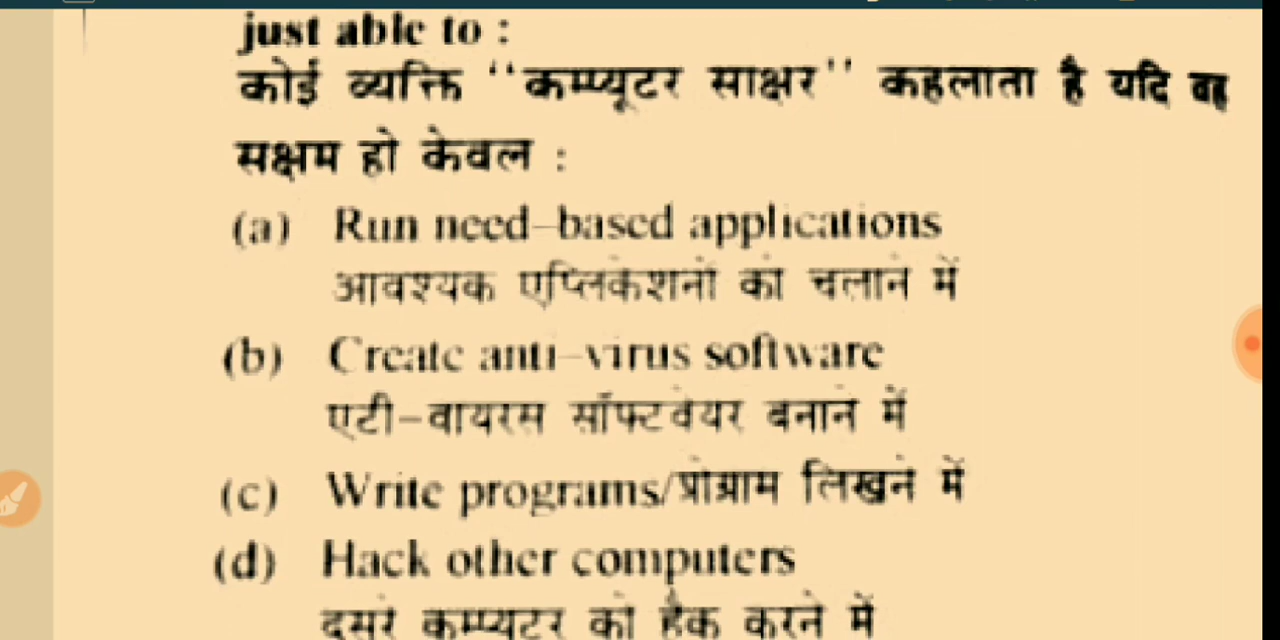 just able to :
कोई व्यक्ति ‘‘कम्प्यूटर साक्षर’’ कहलाता है यदि वह
सक्षम हो केवल :
(a) Run need–based applications
आवश्यक एप्लिकेशनों को चलाने में
(b) Create anti–virus software
एटी–वायरस सॉफ्टवेयर बनाने में
(c) Write programs/प्रोग्राम लिखने में
(d) Hack other computers
दूसरे कम्प्यूटर को हैक करने में